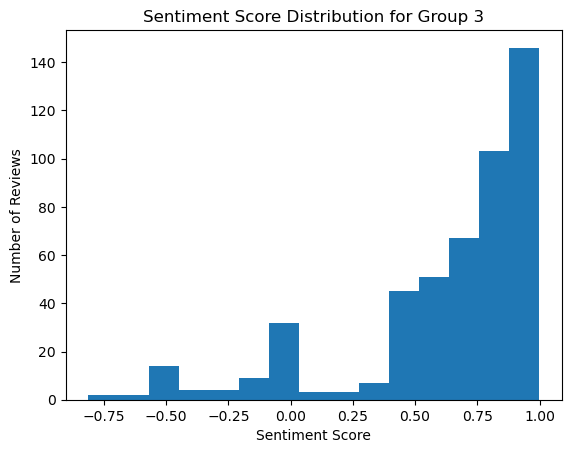 Sentiment Score Distribution for Group 3
Number of Reviews
140
120
100
80
60
40
20
0
−0.75 −0.50 −0.25 0.00 0.25 0.50 0.75 1.00
Sentiment Score